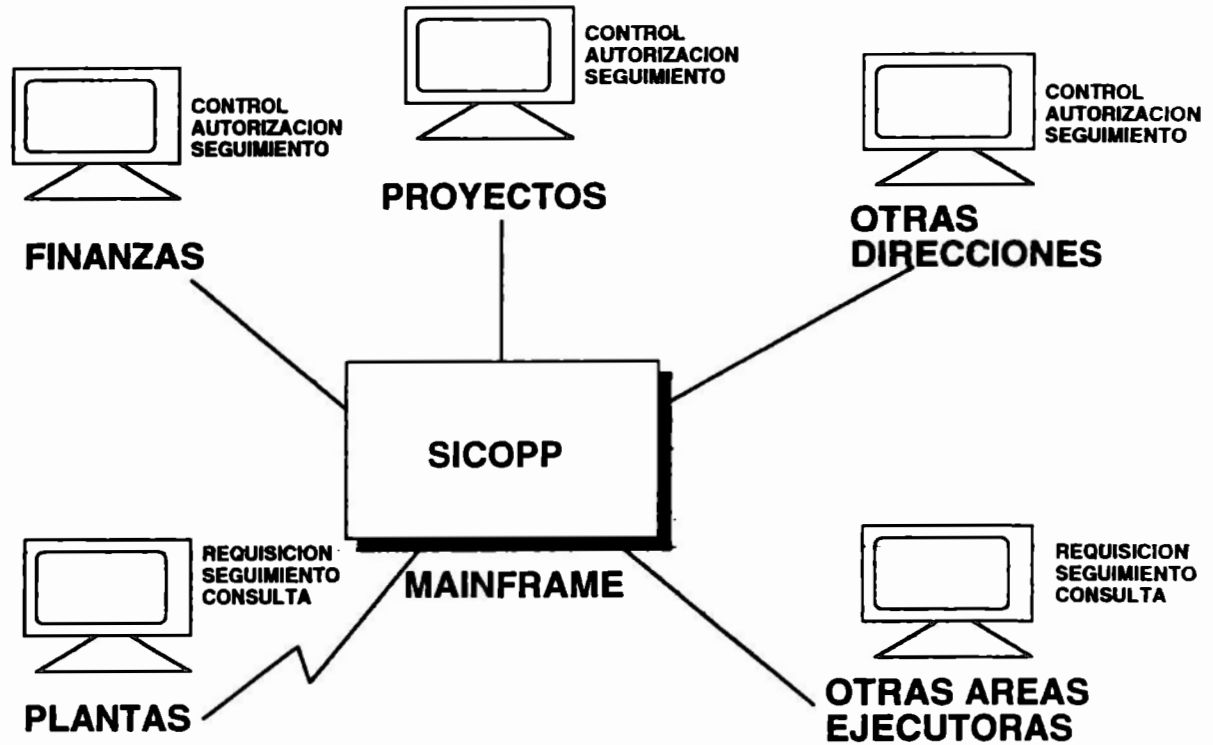 CONTROL
AUTORIZACION
SEGUIMIENTO
PROYECTOS
CONTROL
AUTORIZACION
SEGUIMIENTO
FINANZAS
CONTROL
AUTORIZACION
SEGUIMIENTO
OTRAS
DIRECCIONES
SICOPP
MAINFRAME
REQUISICION
SEGUIMIENTO
CONSULTA
PLANTAS
REQUISICION
SEGUIMIENTO
CONSULTA
OTRAS AREAS
EJECUTORAS